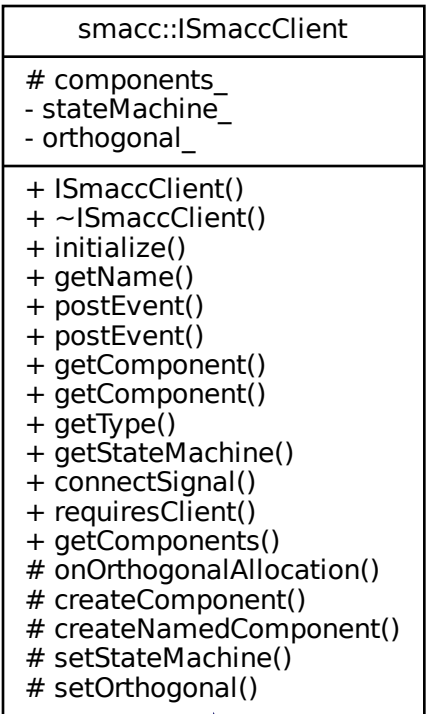 smacc::ISmaccClient
# components_
- stateMachine_
- orthogonal_
+ ISmaccClient()
+ ~ISmaccClient()
+ initialize()
+ getName()
+ postEvent()
+ postEvent()
+ getComponent()
+ getComponent()
+ getType()
+ getStateMachine()
+ connectSignal()
+ requiresClient()
+ getComponents()
# onOrthogonalAllocation()
# createComponent()
# createNamedComponent()
# setStateMachine()
# setOrthogonal()